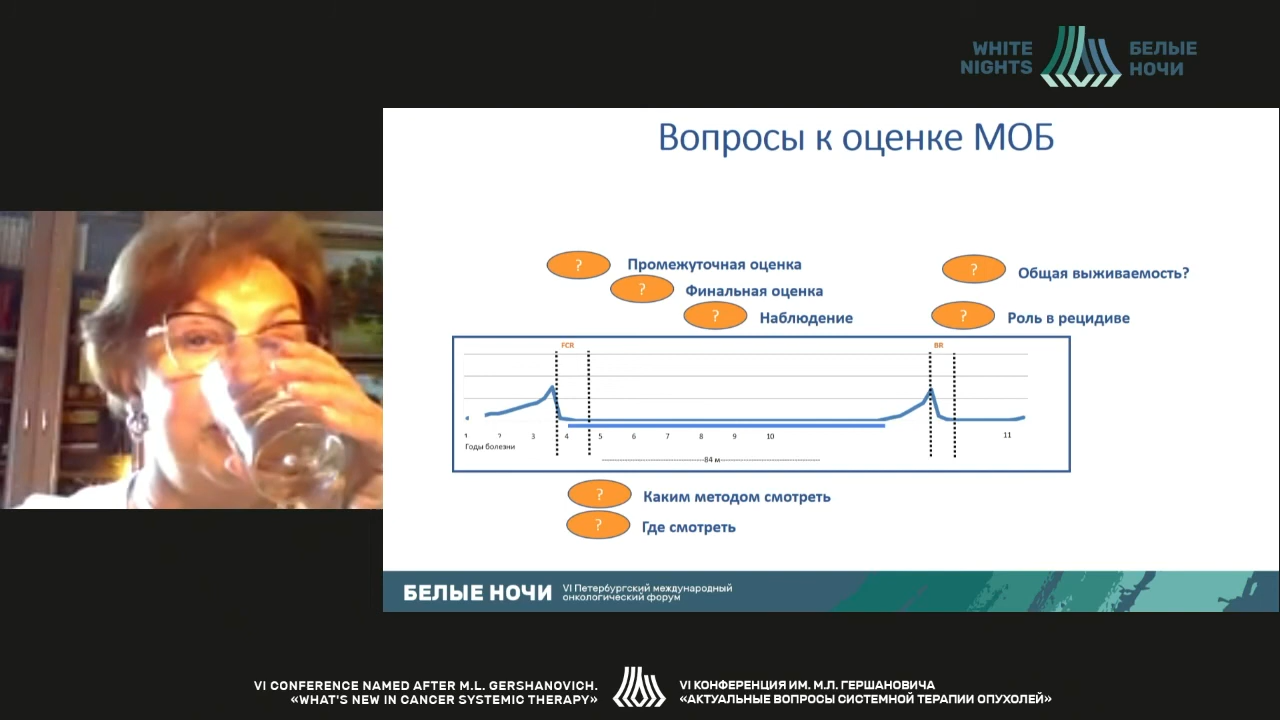 WHITE
NIGHTS
БЕЛЫЕ
НОЧИ
Вопросы к оценке МОБ
? Промежуточная оценка
? Финальная оценка
? Наблюдение
? Общая выживаемость?
? Роль в рецидиве
FCR
BR
1 2 3 4 5 6 7 8 9 10 11
Годы болезни
84 м
? Каким методом смотреть
? Где смотреть
БЕЛЫЕ НОЧИ
VI Петербургский международный
онкологический форум
VI CONFERENCE NAMED AFTER M.L. GERSHANOVICH.
«WHAT'S NEW IN CANCER SYSTEMIC THERAPY»
VI КОНФЕРЕНЦИЯ ИМ. М.Л. ГЕРШАНОВИЧА
«АКТУАЛЬНЫЕ ВОПРОСЫ СИСТЕМНОЙ ТЕРАПИИ ОПУХОЛЕЙ»